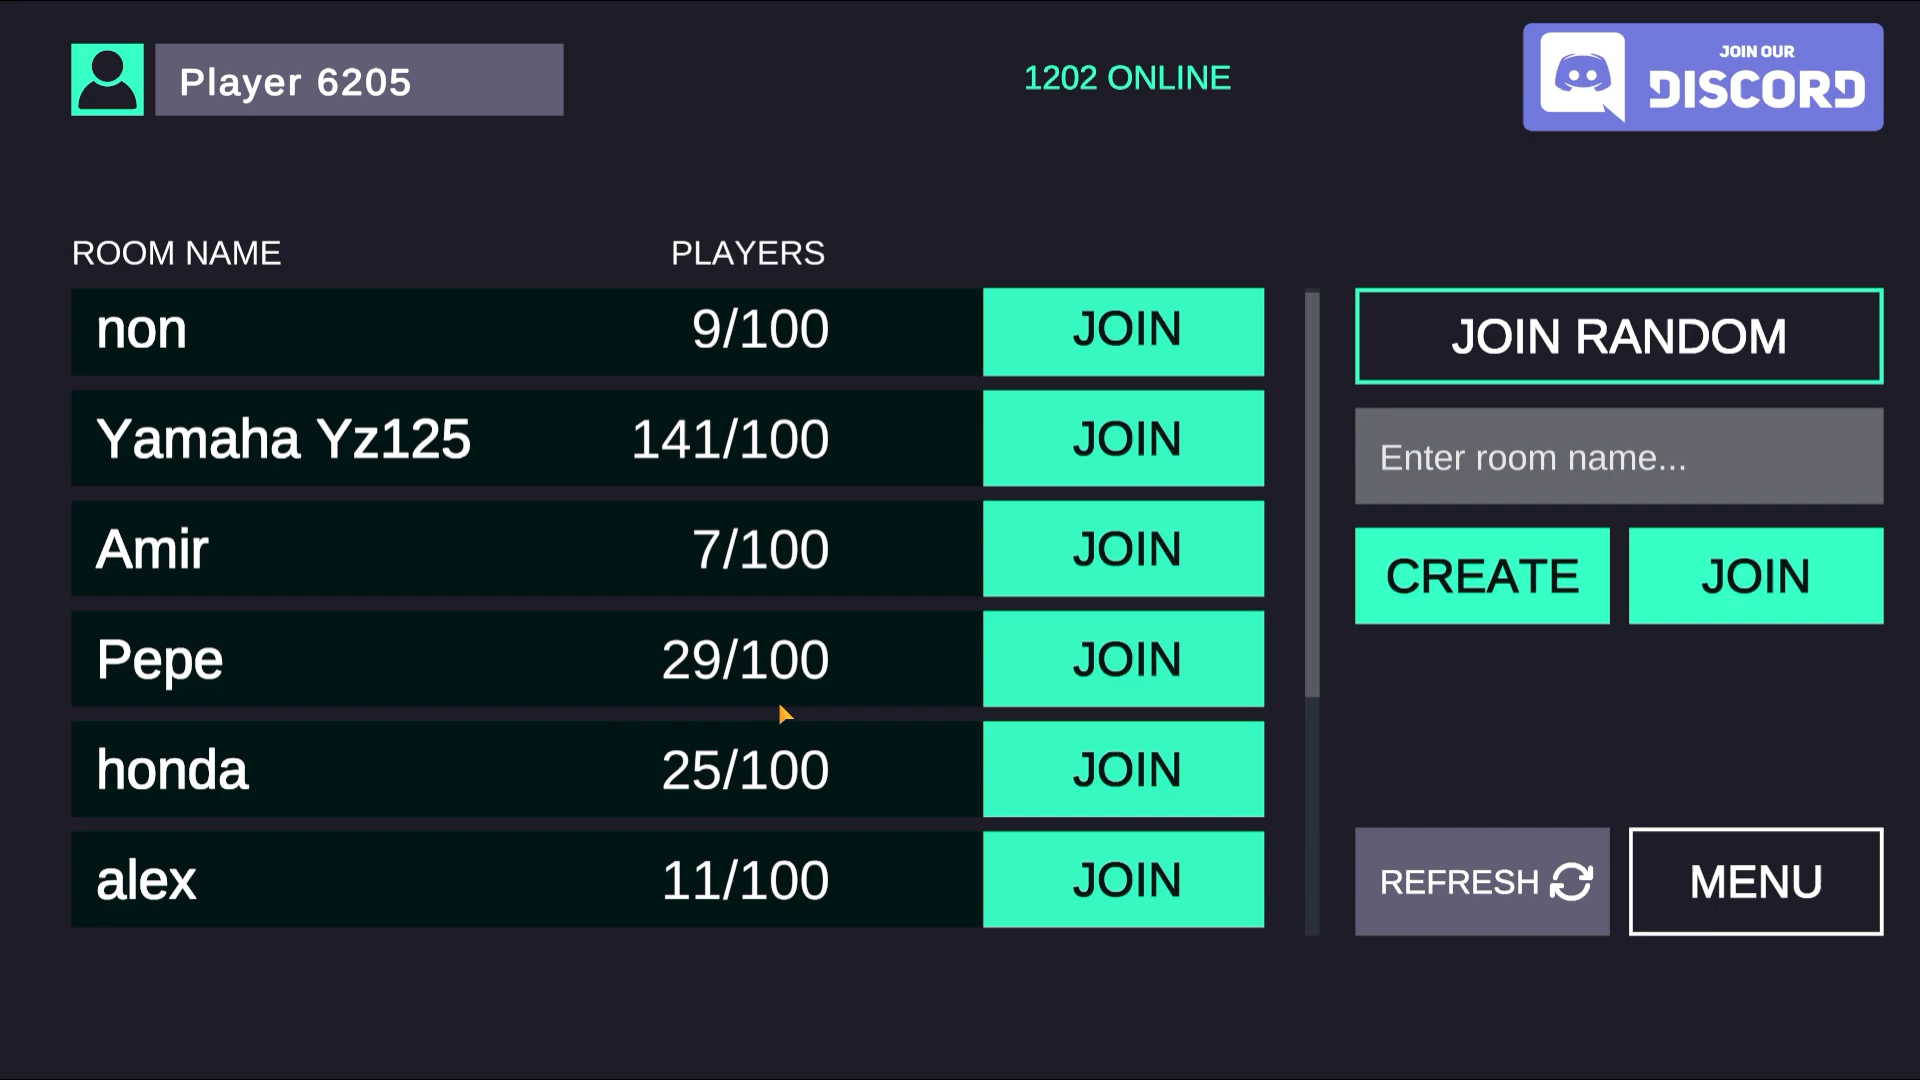 Player 6205
1202 ONLINE
JOIN OUR
DISCORD
ROOM NAME PLAYERS
non 9/100 JOIN
Yamaha Yz125 141/100 JOIN
Amir 7/100 JOIN
Pepe 29/100 JOIN
honda 25/100 JOIN
alex 11/100 JOIN
JOIN RANDOM
Enter room name...
CREATE JOIN
REFRESH MENU